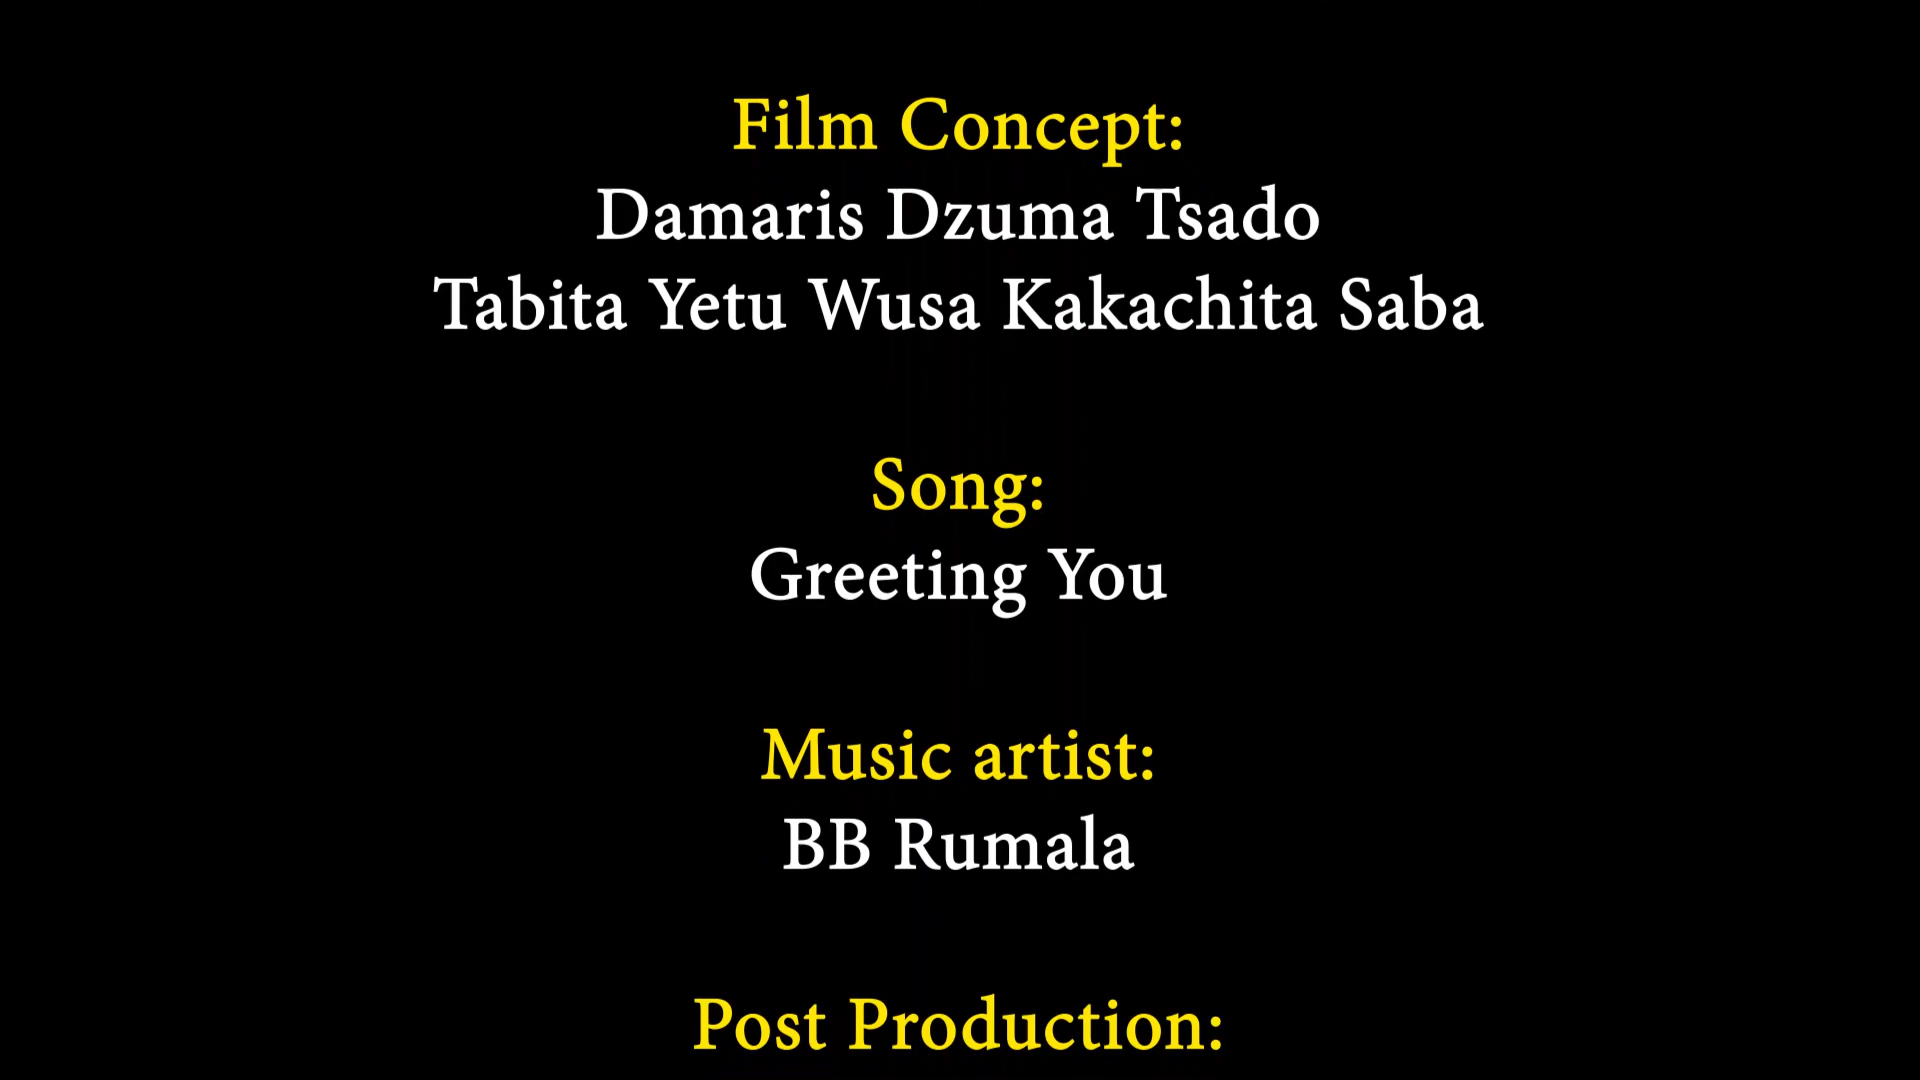 Film Concept:
Damaris Dzuma Tsado
Tabita Yetu Wusa Kakachita Saba
Song:
Greeting You
Music artist:
BB Rumala
Post Production: